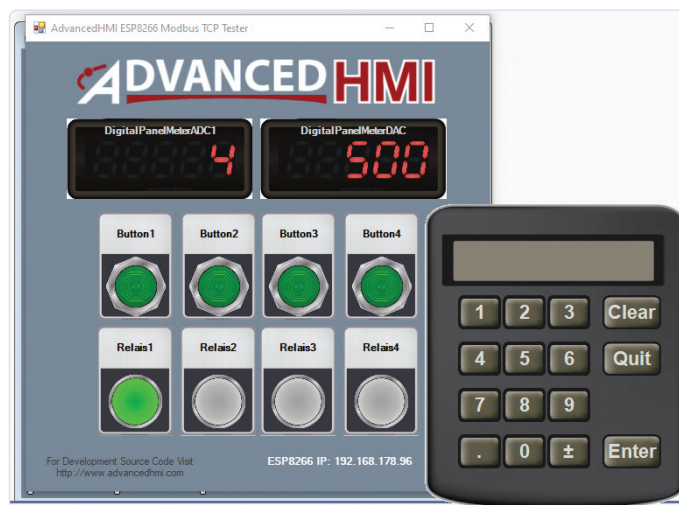 AdvancedHMI ESP8266 Modbus TCP Tester
ADVANCED HMI
DigitalPanelMeterADC1
DigitalPanelMeterDAC
4
500
Button1
Button2
Button3
Button4
Relais1
Relais2
Relais3
Relais4
For Development Source Code Visit
http://www.advancedhmi.com
ESP8266 IP: 192.168.178.96
1 2 3 Clear
4 5 6 Quit
7 8 9
. 0 ± Enter